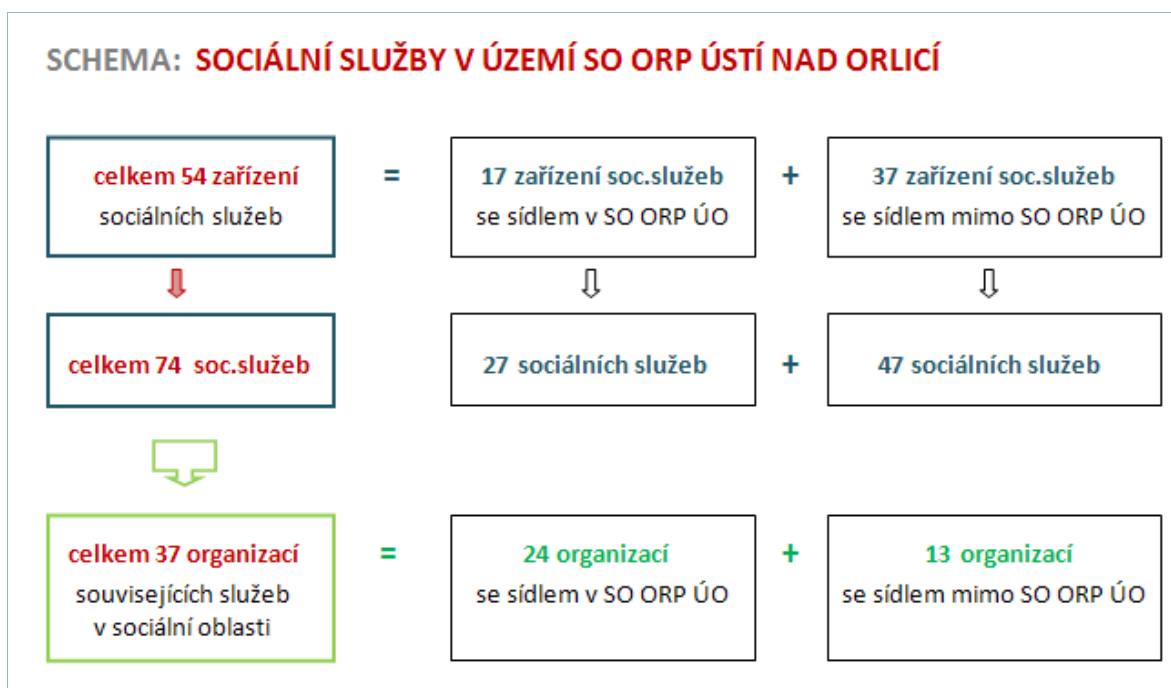 SCHEMA: SOCIÁLNÍ SLUŽBY V ÚZEMÍ SO ORP ÚSTÍ NAD ORLICÍ
celkem 54 zařízení
sociálních služeb
=
17 zařízení soc.služeb
se sídlem v SO ORP ÚO
+
37 zařízení soc.služeb
se sídlem mimo SO ORP ÚO
celkem 74 soc.služeb
27 sociálních služeb
+
47 sociálních služeb
celkem 37 organizací
souvisejících služeb
v sociální oblasti
=
24 organizací
se sídlem v SO ORP ÚO
+
13 organizací
se sídlem mimo SO ORP ÚO